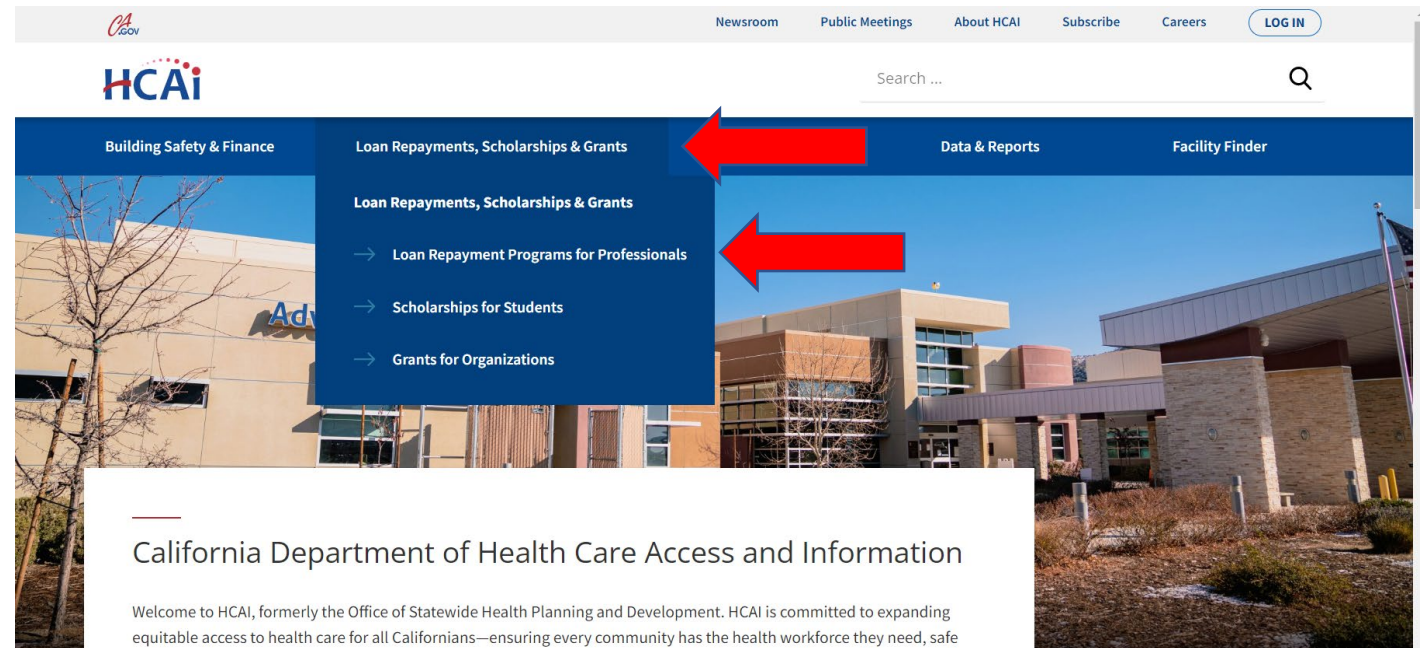 CA
.GOV
Newsroom
Public Meetings
About HCAI
Subscribe
Careers
LOG IN
HCAi
Search ...
Building Safety & Finance
Loan Repayments, Scholarships & Grants
Data & Reports
Facility Finder
Loan Repayments, Scholarships & Grants
Loan Repayment Programs for Professionals
Scholarships for Students
Grants for Organizations
Adv
California Department of Health Care Access and Information
Welcome to HCAI, formerly the Office of Statewide Health Planning and Development. HCAI is committed to expanding
equitable access to health care for all Californians—ensuring every community has the health workforce they need, safe